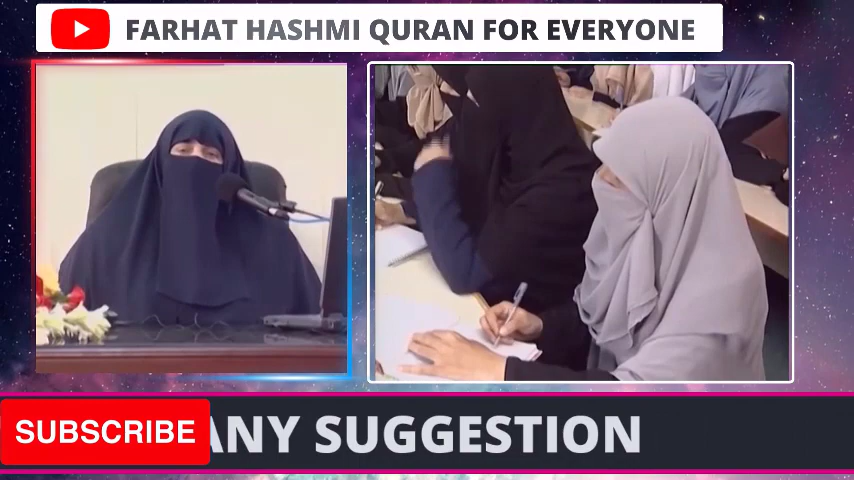 FARHAT HASHMI QURAN FOR EVERYONE
SUBSCRIBE
ANY SUGGESTION